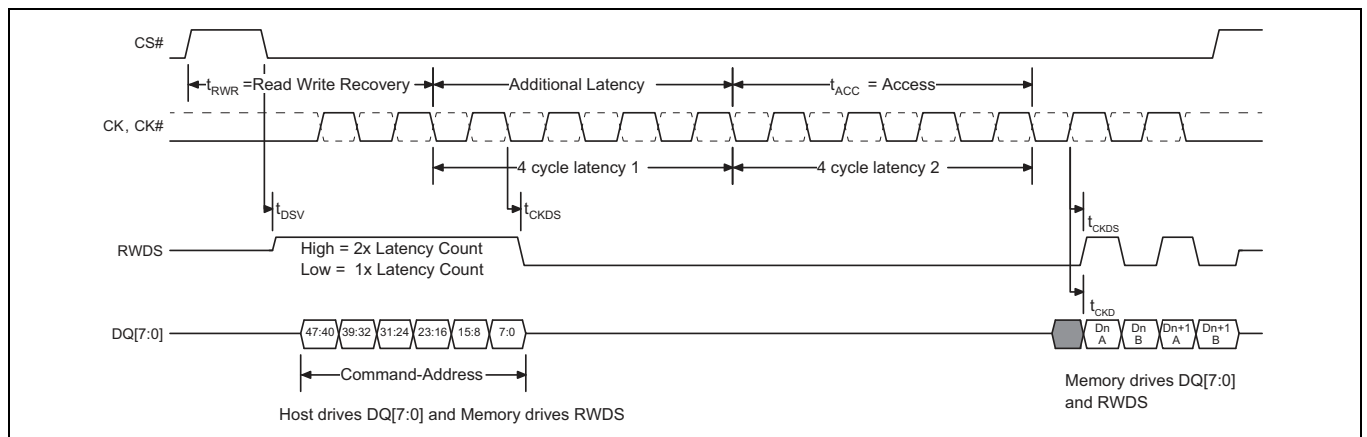 CS#
tRWR =Read Write Recovery
Additional Latency
tACC = Access
CK, CK#
4 cycle latency 1
4 cycle latency 2
tDSV
tCKDS
tCKDS
RWDS
High = 2x Latency Count
Low = 1x Latency Count
tCKD
DQ[7:0]
47:40 39:32 31:24 23:16 15:8 7:0
Dn A
Dn B
Dn+1 A
Dn+1 B
Command-Address
Memory drives DQ[7:0]
and RWDS
Host drives DQ[7:0] and Memory drives RWDS